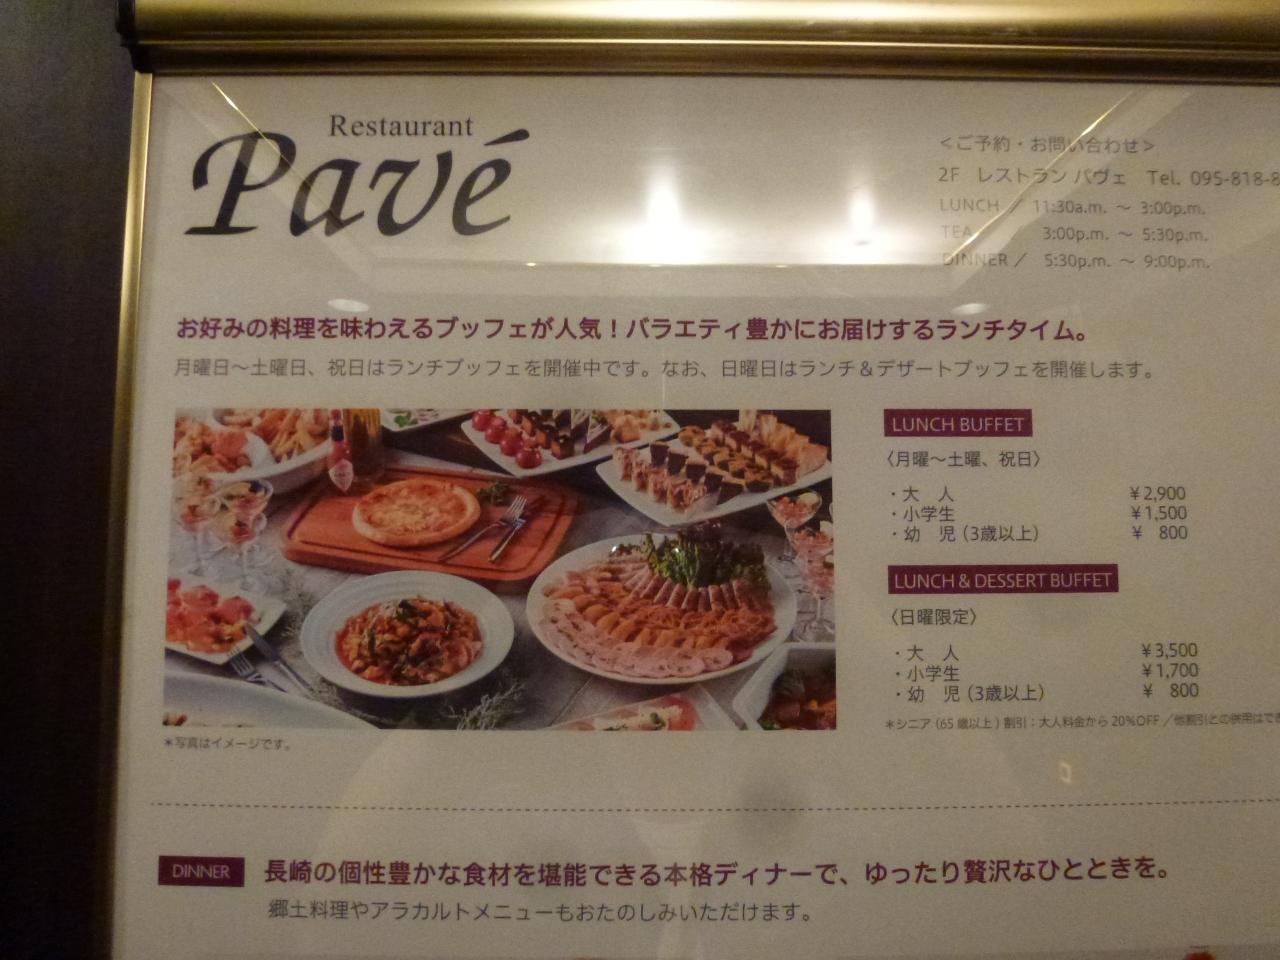 Restaurant
Pavé
＜ご予約・お問い合わせ＞
2F レストラン パヴェ Tel. 095-818-8
LUNCH ／ 11:30a.m. ～ 3:00p.m.
TEA 3:00p.m. ～ 5:30p.m.
DINNER ／ 5:30p.m. ～ 9:00p.m.
お好みの料理を味わえるブッフェが人気！バラエティ豊かにお届けするランチタイム。
月曜日～土曜日、祝日はランチブッフェを開催中です。なお、日曜日はランチ＆デザートブッフェを開催します。
LUNCH BUFFET
〈月曜～土曜、祝日〉
・大 人 ¥2,900
・小学生 ¥1,500
・幼 児（3歳以上） ¥ 800
LUNCH & DESSERT BUFFET
〈日曜限定〉
・大 人 ¥3,500
・小学生 ¥1,700
・幼 児（3歳以上） ¥ 800
＊シニア（65歳以上）割引：大人料金から20％OFF／他割引との併用はでき
＊写真はイメージです。
DINNER 長崎の個性豊かな食材を堪能できる本格ディナーで、ゆったり贅沢なひとときを。
郷土料理やアラカルトメニューもおたのしみいただけます。